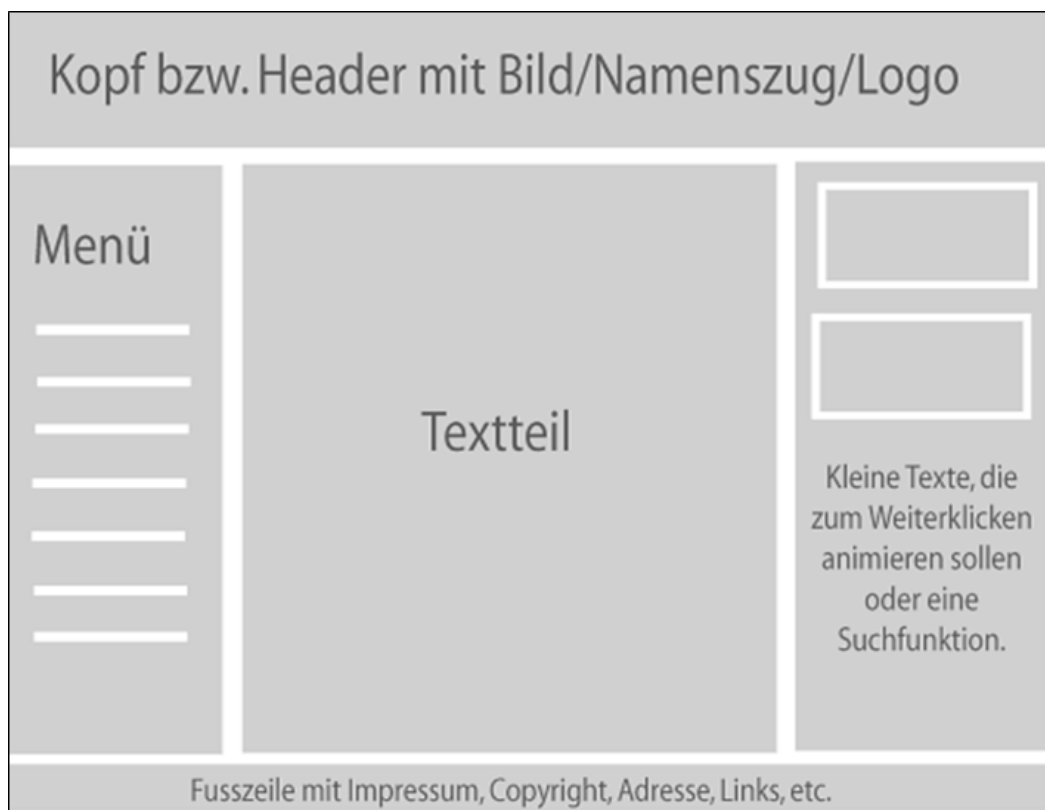 Kopf bzw. Header mit Bild/Namenszug/Logo
Menü
Textteil
Kleine Texte, die
zum Weiterklicken
animieren sollen
oder eine
Suchfunktion.
Fusszeile mit Impressum, Copyright, Adresse, Links, etc.